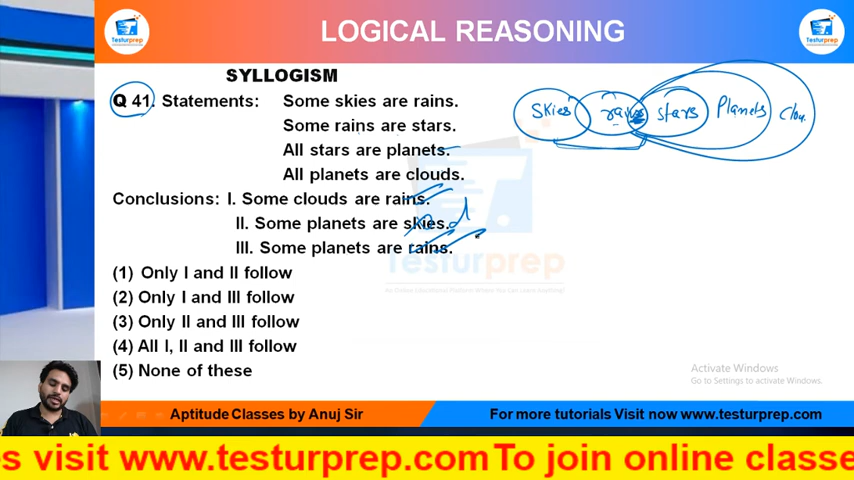 LOGICAL REASONING
Testurprep
Testurprep
SYLLOGISM
Q 41. Statements: Some skies are rains.
Some rains are stars.
All stars are planets.
All planets are clouds.
Conclusions: I. Some clouds are rains.
II. Some planets are skies.
III. Some planets are rains.
(1) Only I and II follow
(2) Only I and III follow
(3) Only II and III follow
(4) All I, II and III follow
(5) None of these
Skies
stars
Planets
Clou.
Testurprep
Activate Windows
Go to Settings to activate Windows.
Aptitude Classes by Anuj Sir
For more tutorials Visit now www.testurprep.com
s visit www.testurprep.com To join online classe